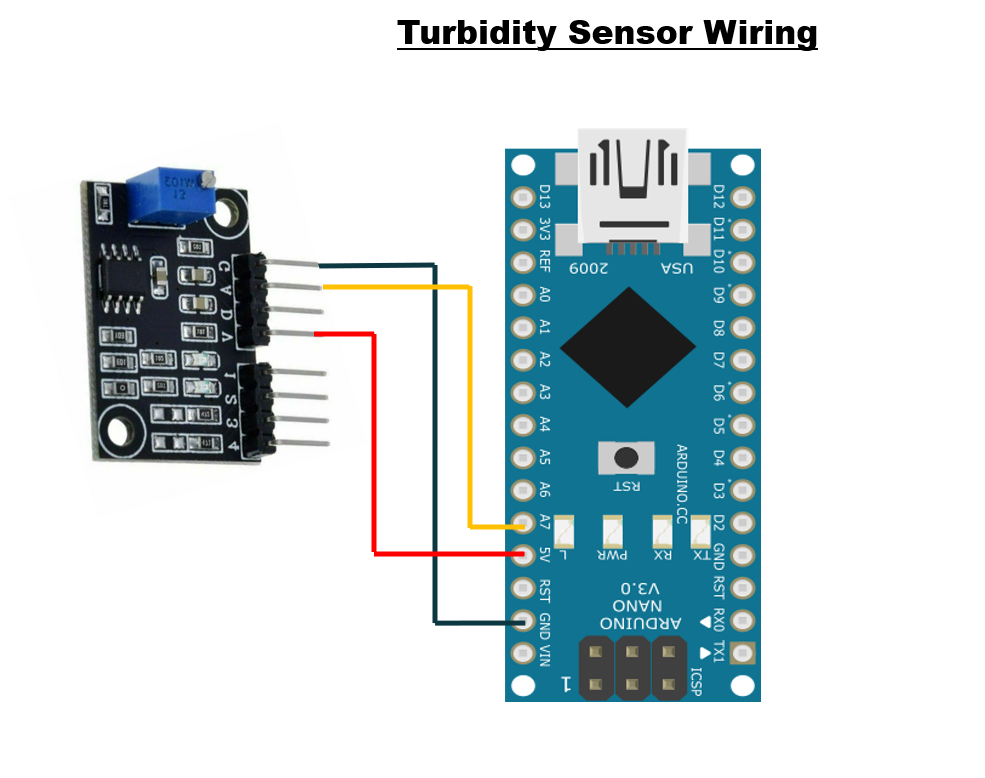 Turbidity Sensor Wiring
G
A
D
V
1
S
3
4
D13
3V3
REF
A0
A1
A2
A3
A4
A5
A6
A7
5V
RST
GND
VIN
2009
USA
RST
ARDUINO.CC
L
PWR
RX
TX
ARDUINO
NANO
V3.0
1
ICSP
D12
D11
D10
D9
D8
D7
D6
D5
D4
D3
D2
GND
RST
RX0
TX1